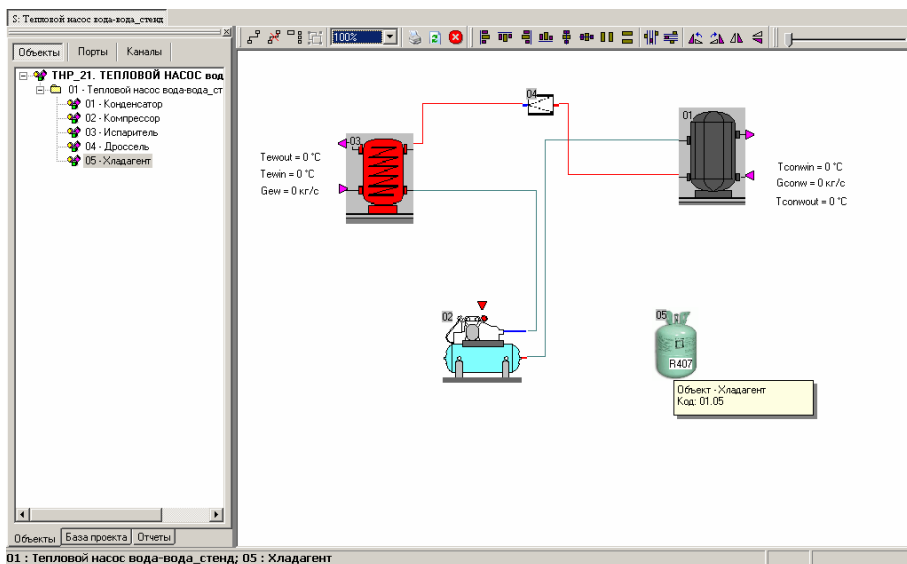 S: Тепловой насос вода-вода_стенд
Объекты Порты Каналы
100%
THP_21. ТЕПЛОВОЙ НАСОС вод
01 - Тепловой насос вода-вода_ст
01 - Конденсатор
02 - Компрессор
03 - Испаритель
04 - Дроссель
05 - Хладагент
04
03
01
Tewout = 0 °C
Tewin = 0 °C
Gew = 0 кг/с
Tconwin = 0 °C
Gconw = 0 кг/с
Tconwout = 0 °C
02
05
R407
Объект - Хладагент
Код: 01.05
Объекты База проекта Отчеты
01 : Тепловой насос вода-вода_стенд; 05 : Хладагент